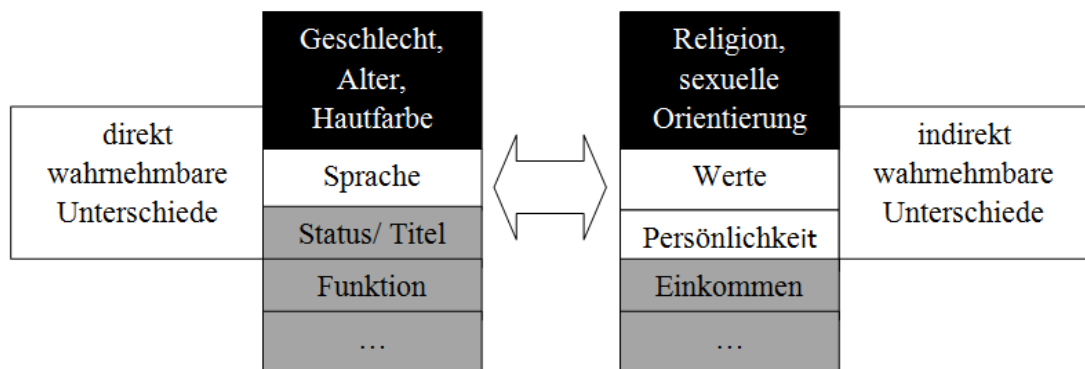 direkt
wahrnehmbare
Unterschiede
Geschlecht,
Alter,
Hautfarbe
Sprache
Status/ Titel
Funktion
…
Religion,
sexuelle
Orientierung
Werte
Persönlichkeit
Einkommen
…
indirekt
wahrnehmbare
Unterschiede